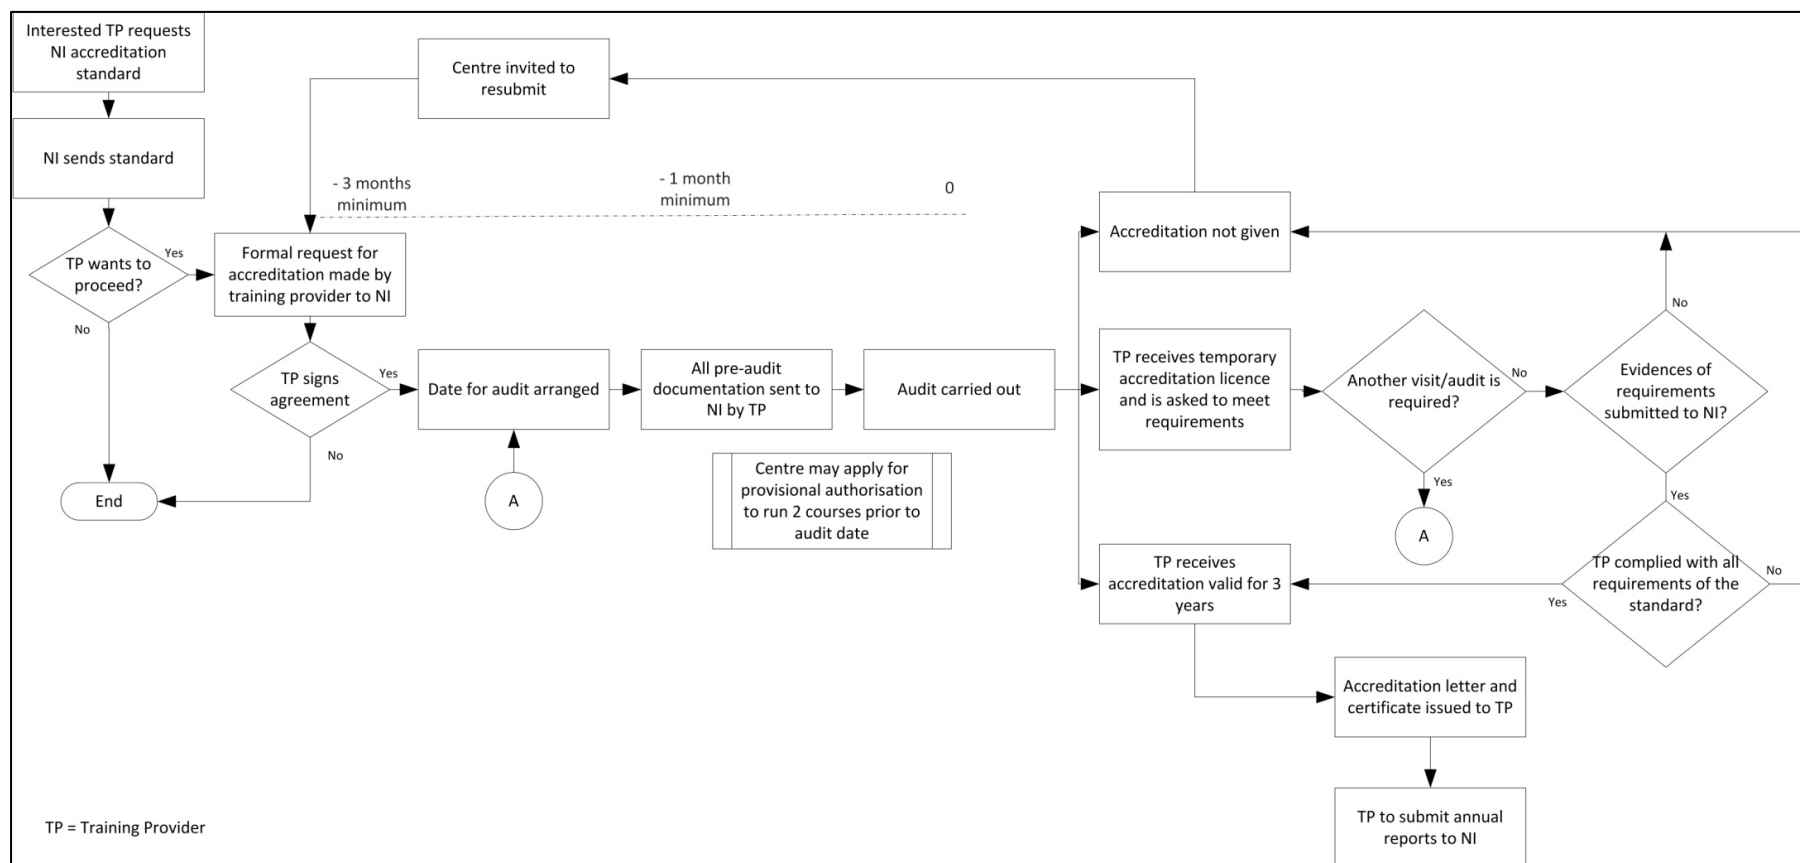 Interested TP requests
NI accreditation
standard
NI sends standard
TP wants to
proceed?
Yes
No
End
Centre invited to
resubmit
- 3 months
minimum
- 1 month
minimum
0
Formal request for
accreditation made by
training provider to NI
TP signs
agreement
Yes
No
Date for audit arranged
A
All pre-audit
documentation sent to
NI by TP
Audit carried out
Centre may apply for
provisional authorisation
to run 2 courses prior to
audit date
Accreditation not given
TP receives temporary
accreditation licence
and is asked to meet
requirements
Another visit/audit is
required?
No
Yes
A
Evidences of
requirements
submitted to NI?
No
Yes
TP complied with all
requirements of the
standard?
No
Yes
TP receives
accreditation valid for 3
years
Accreditation letter and
certificate issued to TP
TP to submit annual
reports to NI
TP = Training Provider